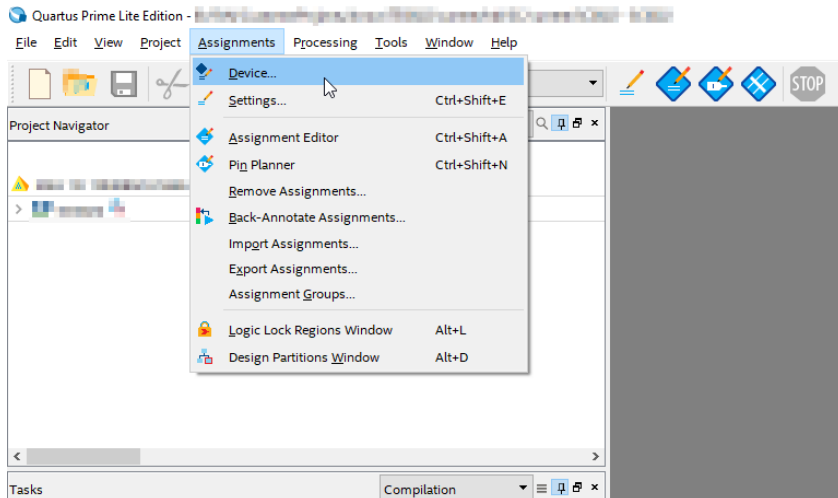 Quartus Prime Lite Edition -
File Edit View Project Assignments Processing Tools Window Help
STOP
Project Navigator
Device...
Settings... Ctrl+Shift+E
Assignment Editor Ctrl+Shift+A
Pin Planner Ctrl+Shift+N
Remove Assignments...
Back-Annotate Assignments...
Import Assignments...
Export Assignments...
Assignment Groups...
Logic Lock Regions Window Alt+L
Design Partitions Window Alt+D
Tasks Compilation